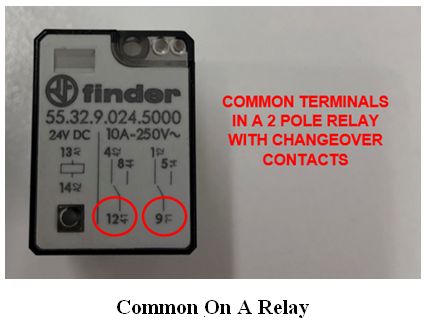 finder
55.32.9.024.5000
24V DC 10A-250V~
13 4 1
8 5
14
12 9
COMMON TERMINALS
IN A 2 POLE RELAY
WITH CHANGEOVER
CONTACTS
Common On A Relay